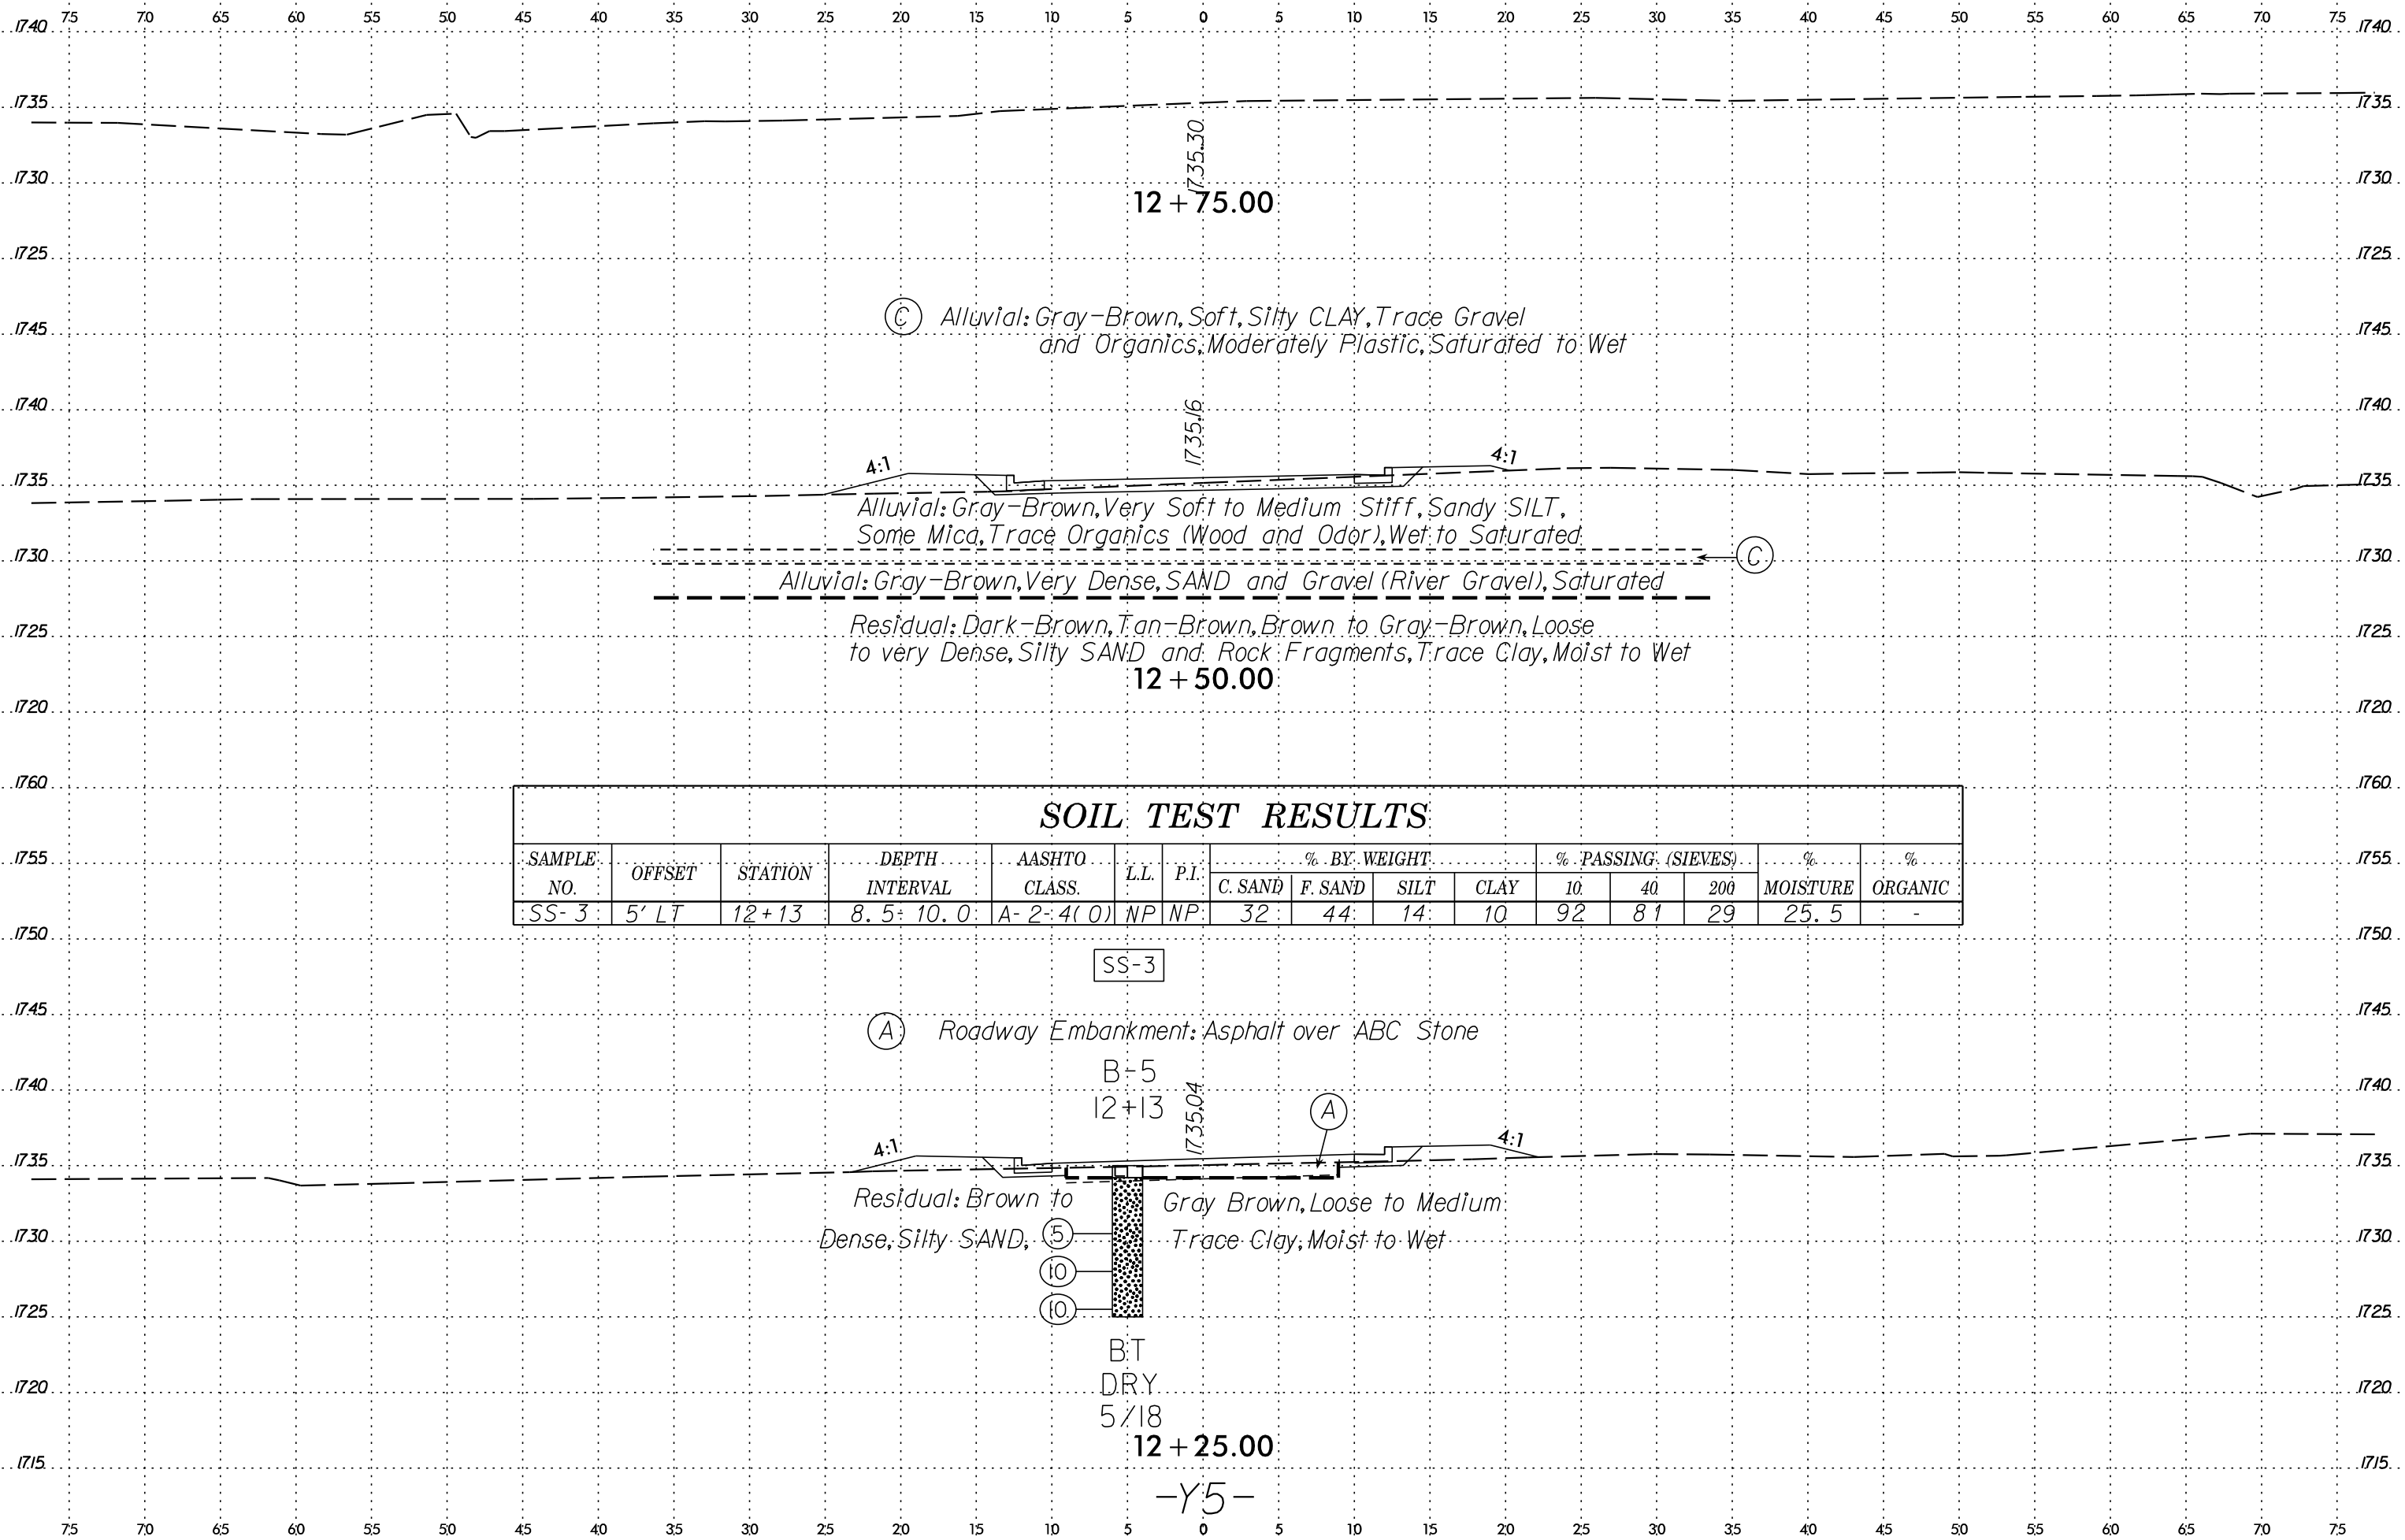 75 70 65 60 55 50 45 40 35 30 25 20 15 10 5 0 5 10 15 20 25 30 35 40 45 50 55 60 65 70 75
1740 1740
1735 1735
1735.30
1730 1730
12+75.00
1725 1725
C Alluvial: Gray-Brown, Soft, Silty CLAY, Trace Gravel
1745 1745
and Organics, Moderately Plastic, Saturated to Wet
1740 1740
1735.16
4:1 4:1
1735 1735
Alluvial: Gray-Brown, Very Soft to Medium Stiff, Sandy SILT,
Some Mica, Trace Organics (Wood and Odor), Wet to Saturated
1730 C 1730
Alluvial: Gray-Brown, Very Dense, SAND and Gravel (River Gravel), Saturated
Residual: Dark-Brown, Tan-Brown, Brown to Gray-Brown, Loose
1725 1725
to very Dense, Silty SAND and Rock Fragments, Trace Clay, Moist to Wet
12+50.00
1720 1720
1760 1760
SOIL TEST RESULTS
1755 1755
SAMPLE NO. OFFSET STATION DEPTH INTERVAL AASHTO CLASS. L.L. P.I. % BY WEIGHT % PASSING (SIEVES) % MOISTURE % ORGANIC
C. SAND F. SAND SILT CLAY 10 40 200
SS-3 5' LT 12+13 8.5-10.0 A-2-4(0) NP NP 32 44 14 10 92 81 29 25.5 -
1750 1750
SS-3
1745 1745
A Roadway Embankment: Asphalt over ABC Stone
B-5
1740 1740
12+13
1735.04
A
4:1 4:1
1735 1735
Residual: Brown to Gray Brown, Loose to Medium
1730 1730
Dense, Silty SAND, 5 Trace Clay, Moist to Wet
10
10
1725 1725
BT
DRY
1720 1720
5/18
12+25.00
1715 1715
-Y5-
75 70 65 60 55 50 45 40 35 30 25 20 15 10 5 0 5 10 15 20 25 30 35 40 45 50 55 60 65 70 75